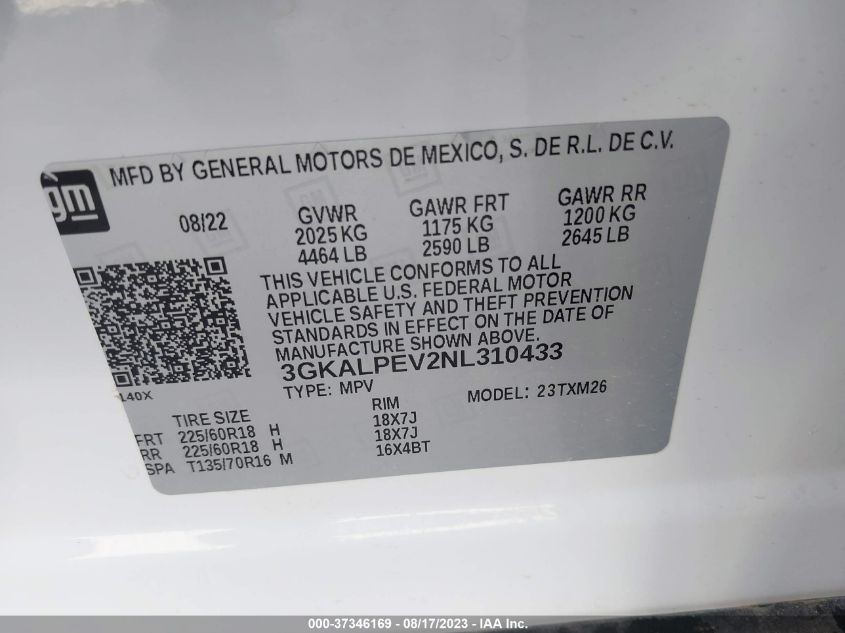 MFD BY GENERAL MOTORS DE MEXICO, S. DE R.L. DE C.V.
gm
08/22
GVWR GAWR FRT GAWR RR
2025 KG 1175 KG 1200 KG
4464 LB 2590 LB 2645 LB
THIS VEHICLE CONFORMS TO ALL
APPLICABLE U.S. FEDERAL MOTOR
VEHICLE SAFETY AND THEFT PREVENTION
STANDARDS IN EFFECT ON THE DATE OF
MANUFACTURE SHOWN ABOVE.
3GKALPEV2NL310433
TYPE: MPV MODEL: 23TXM26
140X
TIRE SIZE RIM
FRT 225/60R18 H 18X7J
RR 225/60R18 H 18X7J
SPA T135/70R16 M 16X4BT
000-37346169 - 08/17/2023 - IAA Inc.